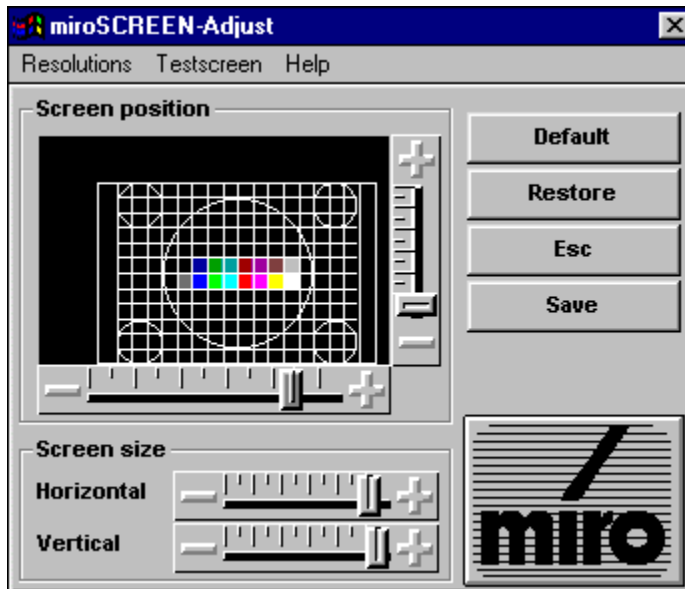 miroSCREEN-Adjust
Resolutions Testscreen Help
Screen position
Default
Restore
Esc
Save
Screen size
Horizontal
Vertical
miro